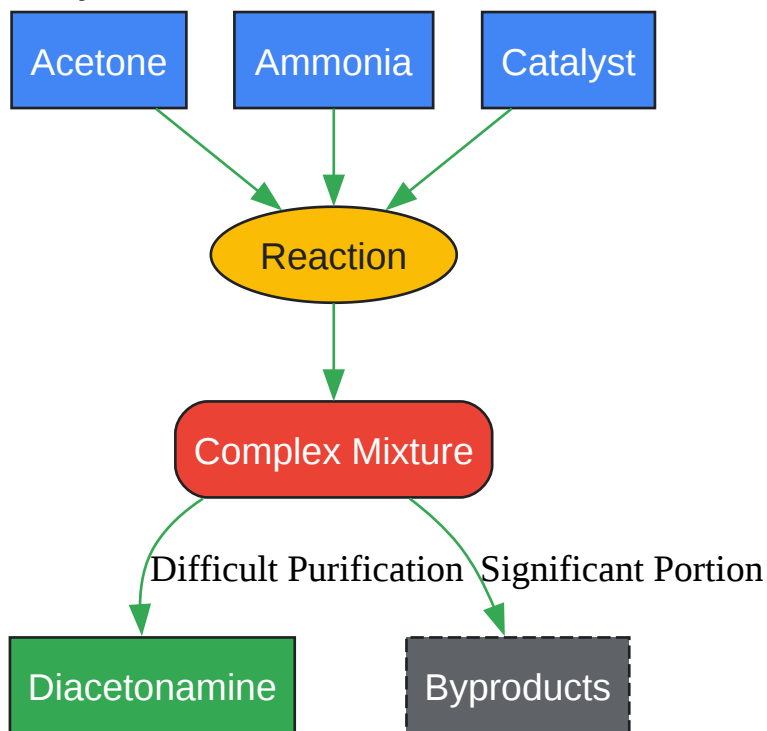 Acetone
Ammonia
Catalyst
Reaction
Complex Mixture
Difficult Purification
Significant Portion
Diacetonamine
Byproducts